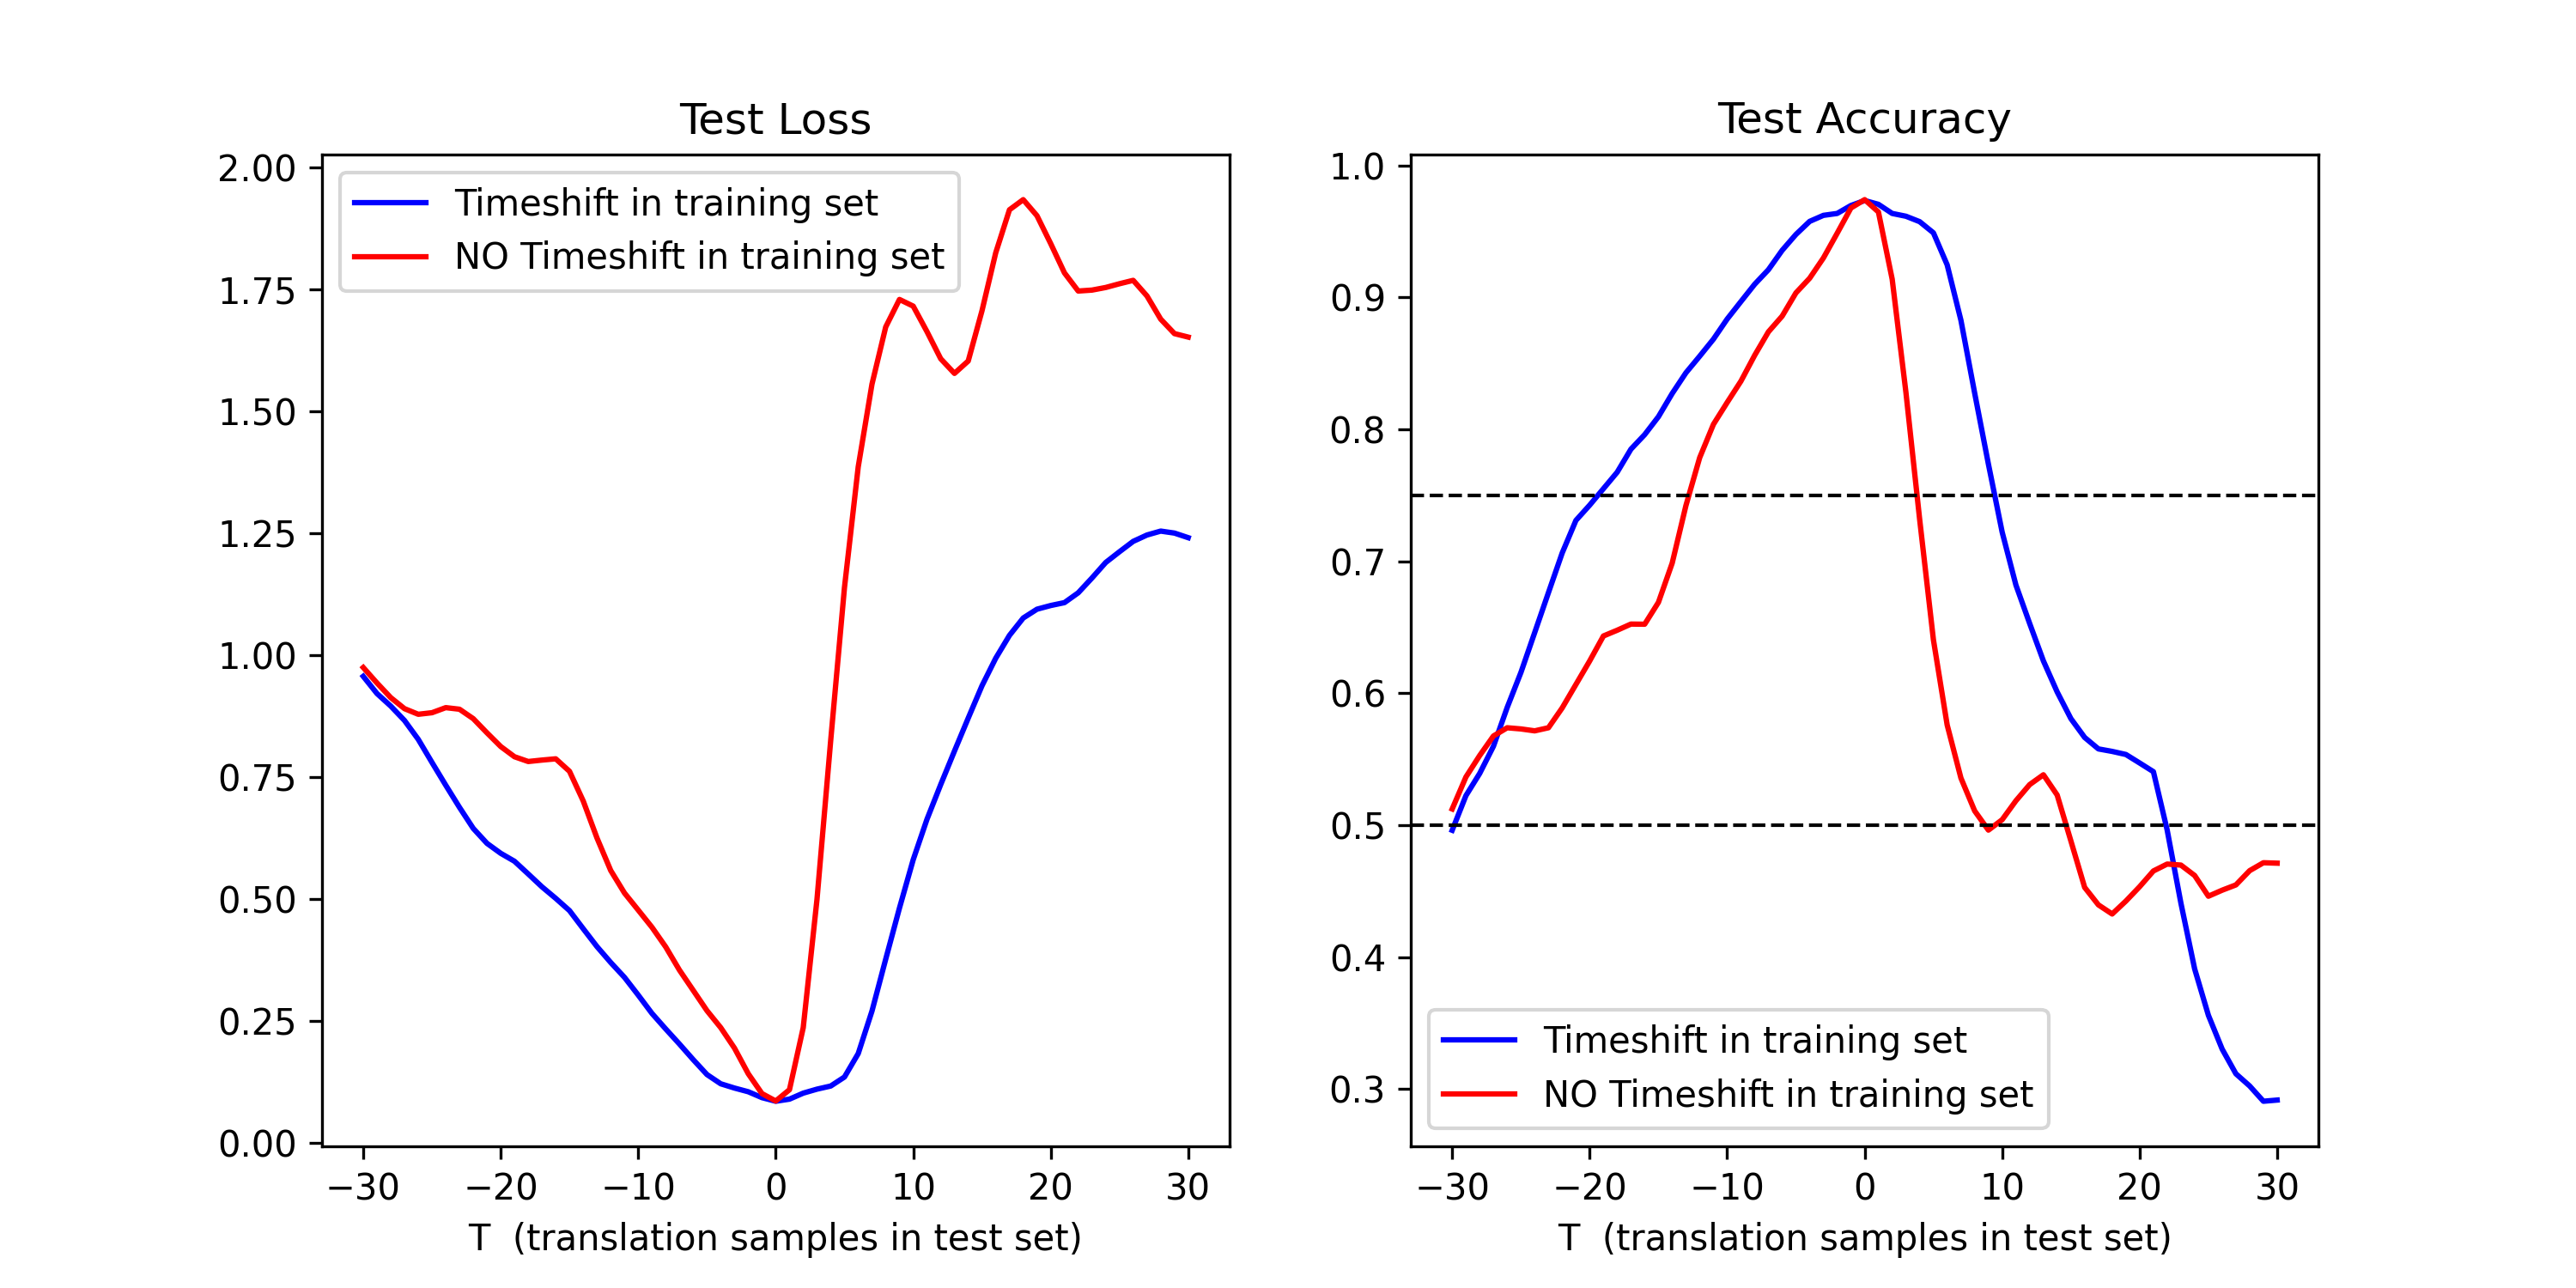 Test Loss
2.00
1.75
1.50
1.25
1.00
0.75
0.50
0.25
0.00
Timeshift in training set
NO Timeshift in training set
−30 −20 −10 0 10 20 30
T (translation samples in test set)
Test Accuracy
1.0
0.9
0.8
0.7
0.6
0.5
0.4
0.3
Timeshift in training set
NO Timeshift in training set
−30 −20 −10 0 10 20 30
T (translation samples in test set)